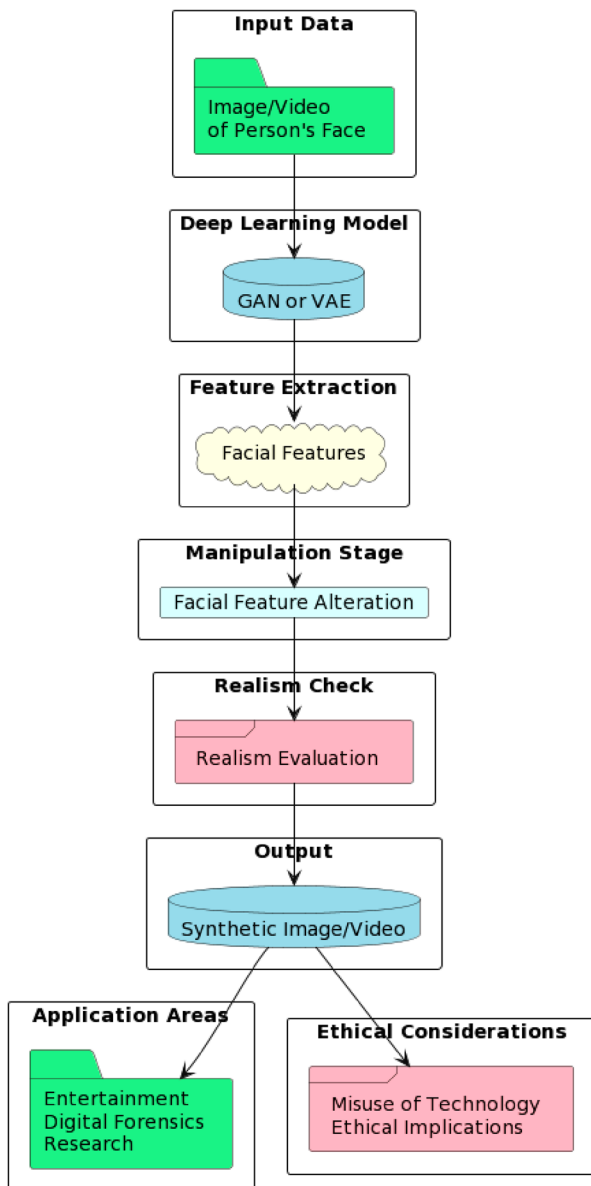 Input Data
Image/Video
of Person's Face
Deep Learning Model
GAN or VAE
Feature Extraction
Facial Features
Manipulation Stage
Facial Feature Alteration
Realism Check
Realism Evaluation
Output
Synthetic Image/Video
Application Areas
Entertainment
Digital Forensics
Research
Ethical Considerations
Misuse of Technology
Ethical Implications